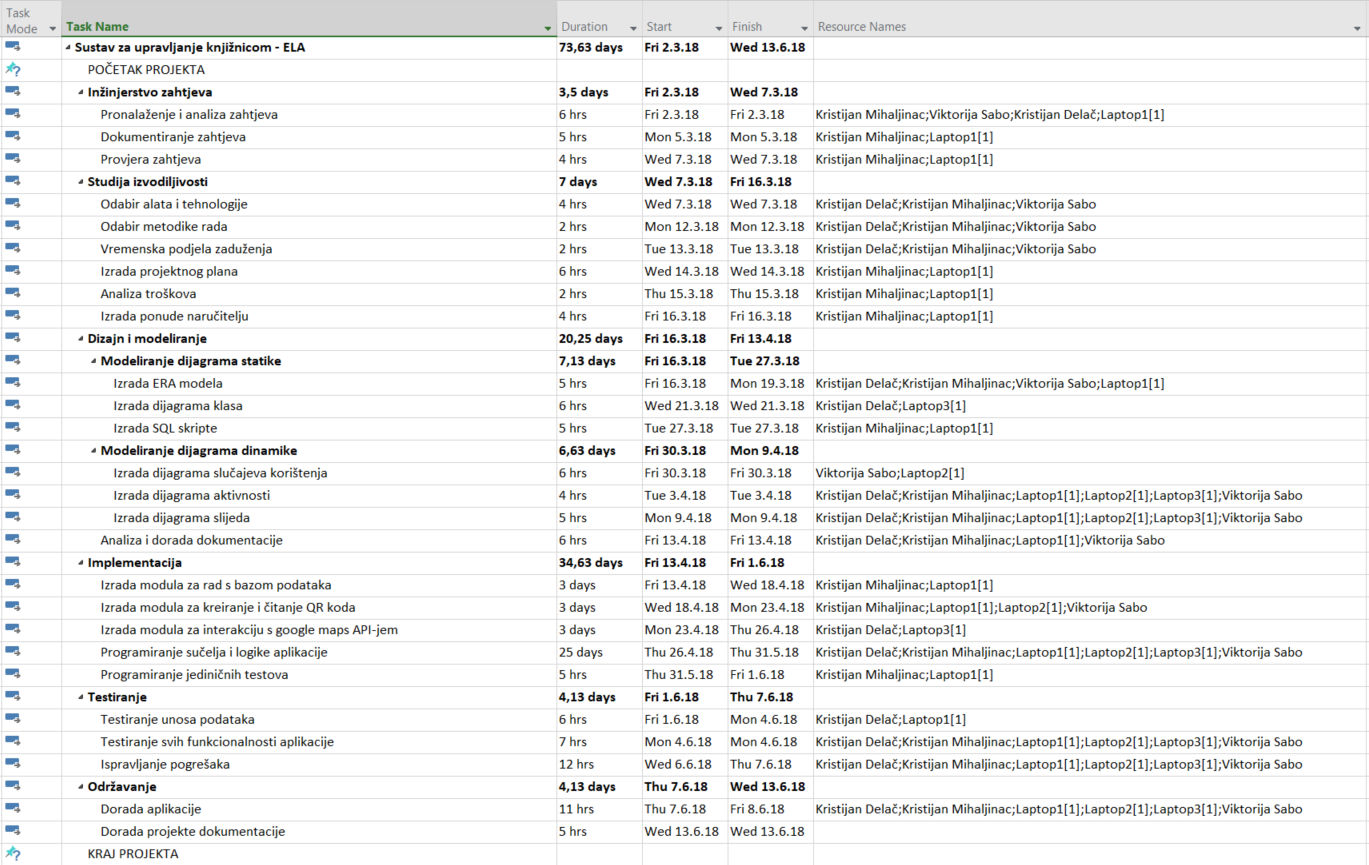 Task Mode Task Name Duration Start Finish Resource Names
Sustav za upravljanje knjižnicom - ELA 73,63 days Fri 2.3.18 Wed 13.6.18
POČETAK PROJEKTA
Inžinjerstvo zahtjeva 3,5 days Fri 2.3.18 Wed 7.3.18
Pronalaženje i analiza zahtjeva 6 hrs Fri 2.3.18 Fri 2.3.18 Kristijan Mihaljinac;Viktorija Sabo;Kristijan Delač;Laptop1[1]
Dokumentiranje zahtjeva 5 hrs Mon 5.3.18 Mon 5.3.18 Kristijan Mihaljinac;Laptop1[1]
Provjera zahtjeva 4 hrs Wed 7.3.18 Wed 7.3.18 Kristijan Mihaljinac;Laptop1[1]
Studija izvodiljivosti 7 days Wed 7.3.18 Fri 16.3.18
Odabir alata i tehnologije 4 hrs Wed 7.3.18 Wed 7.3.18 Kristijan Delač;Kristijan Mihaljinac;Viktorija Sabo
Odabir metodike rada 2 hrs Mon 12.3.18 Mon 12.3.18 Kristijan Delač;Kristijan Mihaljinac;Viktorija Sabo
Vremenska podjela zaduženja 2 hrs Tue 13.3.18 Tue 13.3.18 Kristijan Delač;Kristijan Mihaljinac;Viktorija Sabo
Izrada projektnog plana 6 hrs Wed 14.3.18 Wed 14.3.18 Kristijan Mihaljinac;Laptop1[1]
Analiza troškova 2 hrs Thu 15.3.18 Thu 15.3.18 Kristijan Mihaljinac;Laptop1[1]
Izrada ponude naručitelju 4 hrs Fri 16.3.18 Fri 16.3.18 Kristijan Mihaljinac;Laptop1[1]
Dizajn i modeliranje 20,25 days Fri 16.3.18 Fri 13.4.18
Modeliranje dijagrama statike 7,13 days Fri 16.3.18 Tue 27.3.18
Izrada ERA modela 5 hrs Fri 16.3.18 Mon 19.3.18 Kristijan Delač;Kristijan Mihaljinac;Viktorija Sabo;Laptop1[1]
Izrada dijagrama klasa 6 hrs Wed 21.3.18 Wed 21.3.18 Kristijan Delač;Laptop3[1]
Izrada SQL skripte 5 hrs Tue 27.3.18 Tue 27.3.18 Kristijan Mihaljinac;Laptop1[1]
Modeliranje dijagrama dinamike 6,63 days Fri 30.3.18 Mon 9.4.18
Izrada dijagrama slučajeva korištenja 6 hrs Fri 30.3.18 Fri 30.3.18 Viktorija Sabo;Laptop2[1]
Izrada dijagrama aktivnosti 4 hrs Tue 3.4.18 Tue 3.4.18 Kristijan Delač;Kristijan Mihaljinac;Laptop1[1];Laptop2[1];Laptop3[1];Viktorija Sabo
Izrada dijagrama slijeda 5 hrs Mon 9.4.18 Mon 9.4.18 Kristijan Delač;Kristijan Mihaljinac;Laptop1[1];Laptop2[1];Laptop3[1];Viktorija Sabo
Analiza i dorada dokumentacije 6 hrs Fri 13.4.18 Fri 13.4.18 Kristijan Delač;Kristijan Mihaljinac;Laptop1[1];Viktorija Sabo
Implementacija 34,63 days Fri 13.4.18 Fri 1.6.18
Izrada modula za rad s bazom podataka 3 days Fri 13.4.18 Wed 18.4.18 Kristijan Mihaljinac;Laptop1[1]
Izrada modula za kreiranje i čitanje QR koda 3 days Wed 18.4.18 Mon 23.4.18 Kristijan Mihaljinac;Laptop1[1];Laptop2[1];Viktorija Sabo
Izrada modula za interakciju s google maps API-jem 3 days Mon 23.4.18 Thu 26.4.18 Kristijan Delač;Laptop3[1]
Programiranje sučelja i logike aplikacije 25 days Thu 26.4.18 Thu 31.5.18 Kristijan Delač;Kristijan Mihaljinac;Laptop1[1];Laptop2[1];Laptop3[1];Viktorija Sabo
Programiranje jediničnih testova 5 hrs Thu 31.5.18 Fri 1.6.18 Kristijan Mihaljinac;Laptop1[1]
Testiranje 4,13 days Fri 1.6.18 Thu 7.6.18
Testiranje unosa podataka 6 hrs Fri 1.6.18 Mon 4.6.18 Kristijan Delač;Laptop1[1]
Testiranje svih funkcionalnosti aplikacije 7 hrs Mon 4.6.18 Mon 4.6.18 Kristijan Delač;Kristijan Mihaljinac;Laptop1[1];Laptop2[1];Laptop3[1];Viktorija Sabo
Ispravljanje pogrešaka 12 hrs Wed 6.6.18 Thu 7.6.18 Kristijan Delač;Kristijan Mihaljinac;Laptop1[1];Laptop2[1];Laptop3[1];Viktorija Sabo
Održavanje 4,13 days Thu 7.6.18 Wed 13.6.18
Dorada aplikacije 11 hrs Thu 7.6.18 Fri 8.6.18 Kristijan Delač;Kristijan Mihaljinac;Laptop1[1];Laptop2[1];Laptop3[1];Viktorija Sabo
Dorada projekte dokumentacije 5 hrs Wed 13.6.18 Wed 13.6.18
KRAJ PROJEKTA